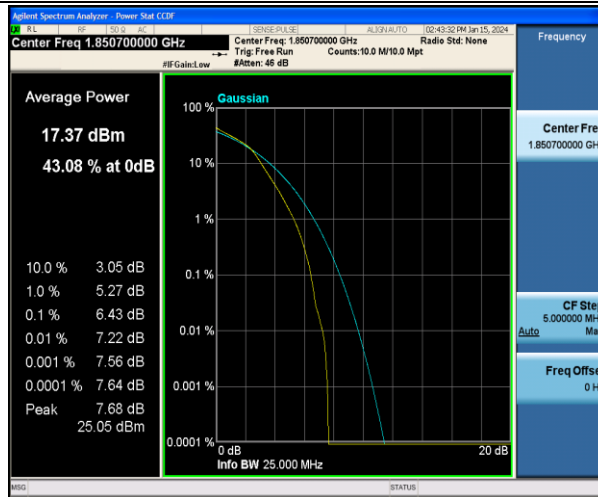 Agilent Spectrum Analyzer - Power Stat CCDF
RL RF 50 Ω AC SENSE:PULSE ALIGN AUTO 02:43:32 PM Jan 15, 2024
Center Freq 1.850700000 GHz
Center Freq: 1.850700000 GHz Radio Std: None
Trig: Free Run Counts:10.0 M/10.0 Mpt
#IFGain:Low #Atten: 46 dB
Frequency
Average Power
17.37 dBm
43.08 % at 0dB
10.0 % 3.05 dB
1.0 % 5.27 dB
0.1 % 6.43 dB
0.01 % 7.22 dB
0.001 % 7.56 dB
0.0001 % 7.64 dB
Peak 7.68 dB
25.05 dBm
Gaussian
100 %
10 %
1 %
0.1 %
0.01 %
0.001 %
0.0001 %
0 dB 20 dB
Info BW 25.000 MHz
Center Fre
1.850700000 GH
CF Ste
5.000000 MH
Auto Ma
Freq Offse
0 H
MSG STATUS